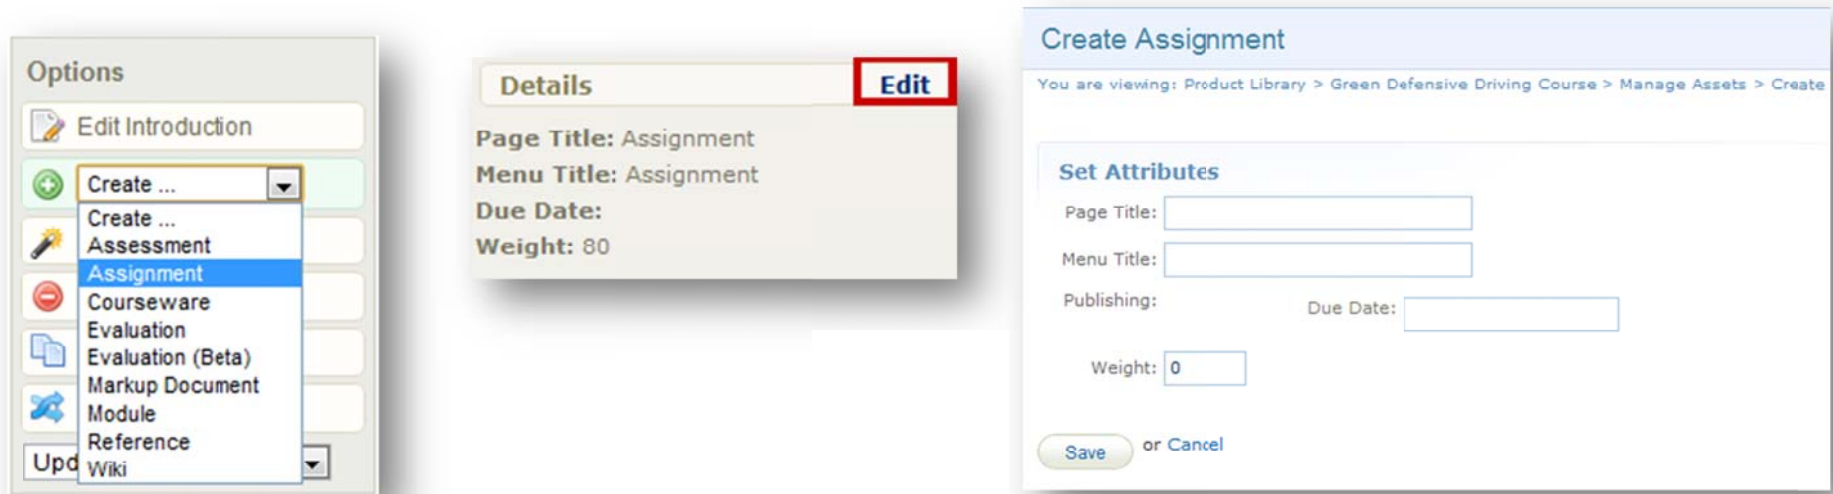 Options
Edit Introduction
Create ...
Create ...
Assessment
Assignment
Courseware
Evaluation
Evaluation (Beta)
Markup Document
Module
Reference
Wiki
Upd
Details Edit
Page Title: Assignment
Menu Title: Assignment
Due Date:
Weight: 80
Create Assignment
You are viewing: Product Library > Green Defensive Driving Course > Manage Assets > Create
Set Attributes
Page Title:
Menu Title:
Publishing: Due Date:
Weight: 0
Save or Cancel